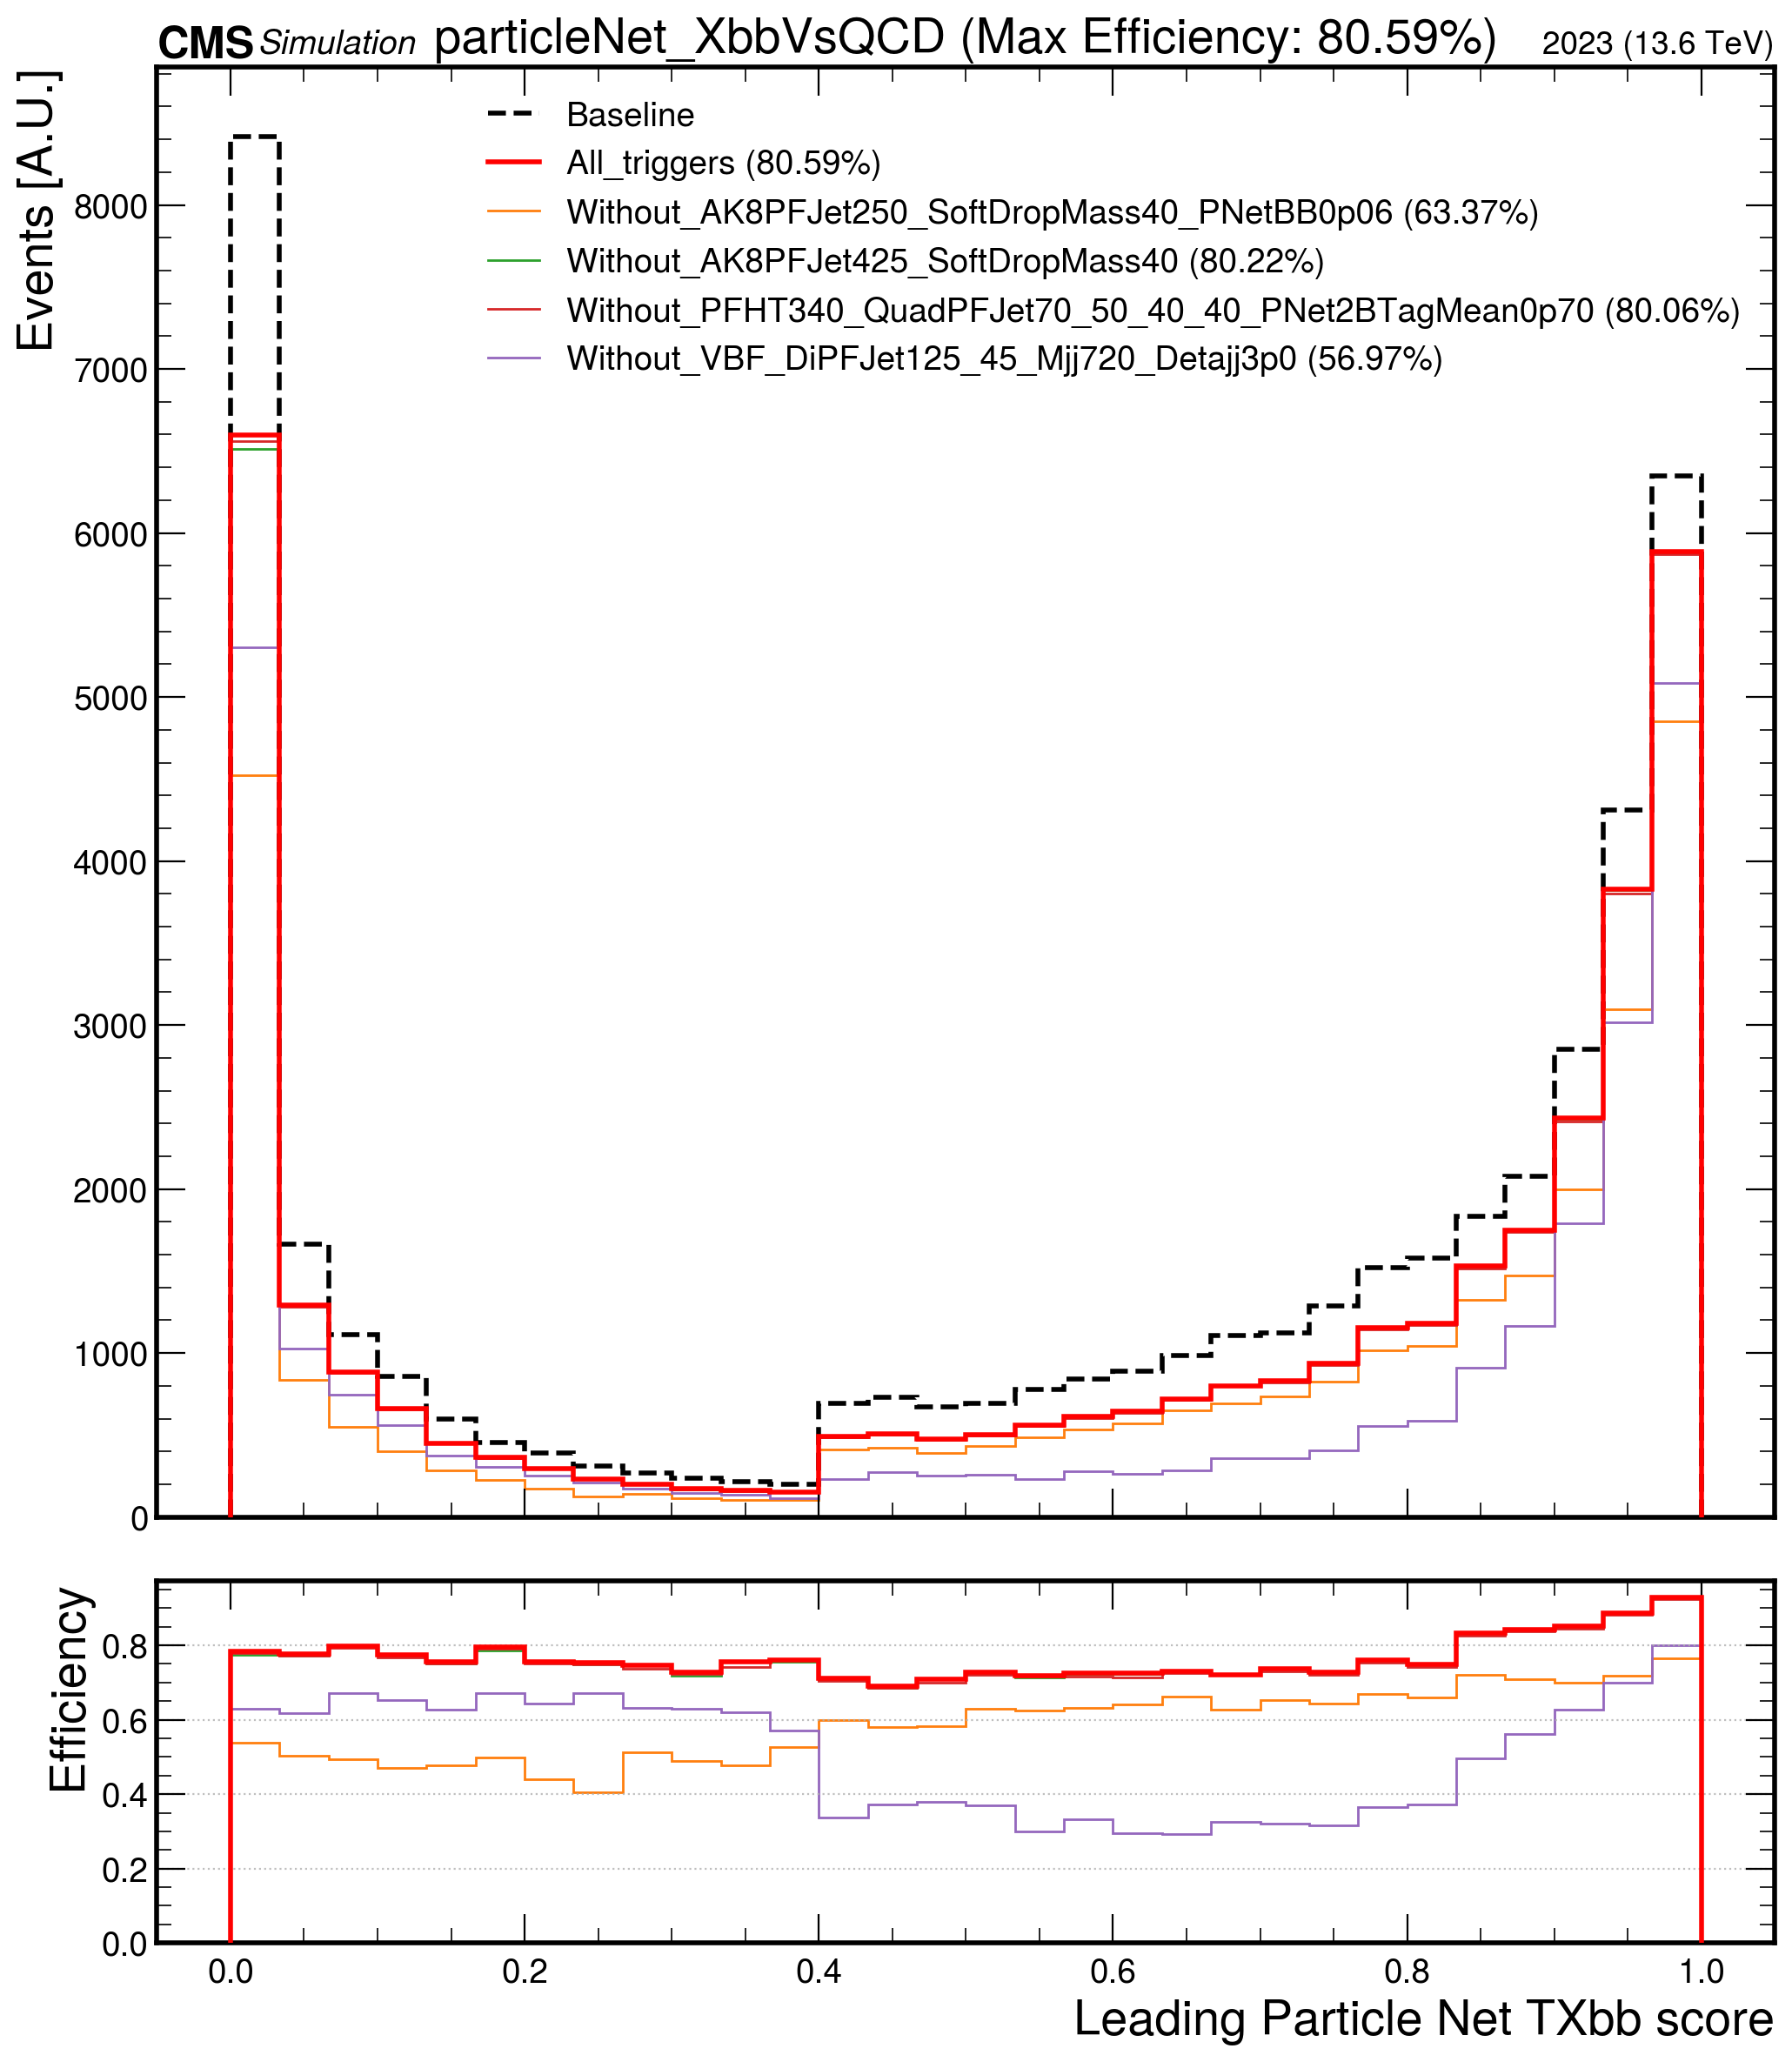 CMS Simulation particleNet_XbbVsQCD (Max Efficiency: 80.59%) 2023 (13.6 TeV)
Events [A.U.]
Baseline
All_triggers (80.59%)
Without_AK8PFJet250_SoftDropMass40_PNetBB0p06 (63.37%)
Without_AK8PFJet425_SoftDropMass40 (80.22%)
Without_PFHT340_QuadPFJet70_50_40_40_PNet2BTagMean0p70 (80.06%)
Without_VBF_DiPFJet125_45_Mjj720_Detajj3p0 (56.97%)
8000
7000
6000
5000
4000
3000
2000
1000
0
Efficiency
0.8
0.6
0.4
0.2
0.0
0.0 0.2 0.4 0.6 0.8 1.0
Leading Particle Net TXbb score